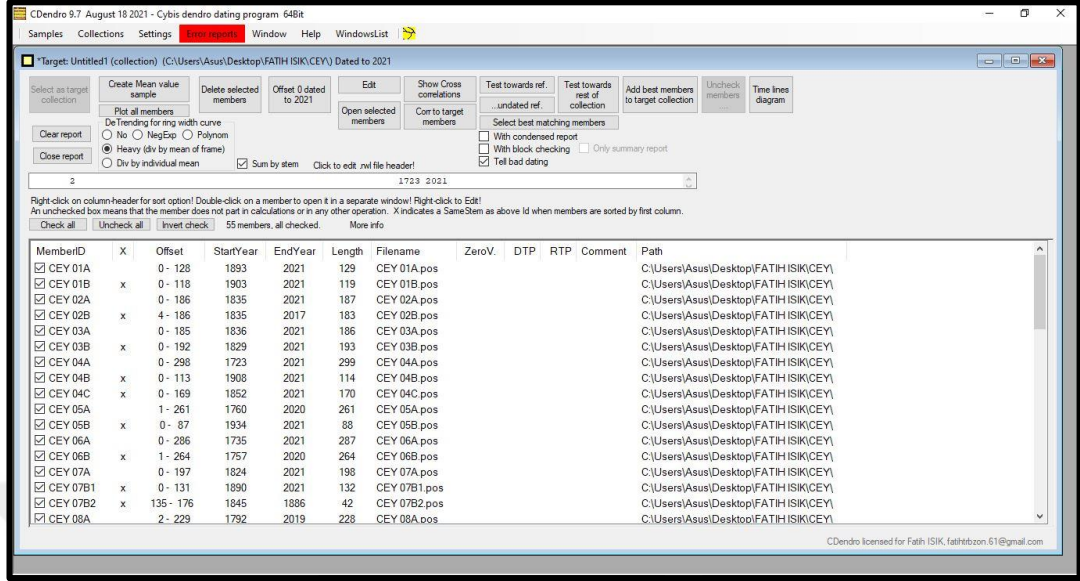 CDendro 9.7 August 18 2021 - Cybis dendro dating program 64Bit
Samples Collections Settings Error reports Window Help WindowsList
*Target: Untitled1 (collection) (C:\Users\Asus\Desktop\FATIH ISIK\CEY\) Dated to 2021
Select as target collection
Create Mean value sample
Plot all members
Delete selected members
Offset 0 dated to 2021
Edit
Open selected members
Show Cross correlations
Corr to target members
Test towards ref.
...undated ref.
Test towards rest of collection
Select best matching members
Add best members to target collection
Uncheck members
Time lines diagram
Clear report
Close report
DeTrending for ring width curve
No NegExp Polynom
Heavy (div by mean of frame)
Div by individual mean
Sum by stem Click to edit .rwl file header!
With condensed report
With block checking Only summary report
Tell bad dating
2 1723 2021
Right-click on column-header for sort option! Double-click on a member to open it in a separate window! Right-click to Edit!
An unchecked box means that the member does not part in calculations or in any other operation. X indicates a SameStem as above Id when members are sorted by first column.
Check all Uncheck all Invert check 55 members, all checked. More info
MemberID X Offset StartYear EndYear Length Filename ZeroV. DTP RTP Comment Path
CEY 01A 0 - 128 1893 2021 129 CEY 01A.pos C:\Users\Asus\Desktop\FATIH ISIK\CEY\
CEY 01B x 0 - 118 1903 2021 119 CEY 01B.pos C:\Users\Asus\Desktop\FATIH ISIK\CEY\
CEY 02A 0 - 186 1835 2021 187 CEY 02A.pos C:\Users\Asus\Desktop\FATIH ISIK\CEY\
CEY 02B x 4 - 186 1835 2017 183 CEY 02B.pos C:\Users\Asus\Desktop\FATIH ISIK\CEY\
CEY 03A 0 - 185 1836 2021 186 CEY 03A.pos C:\Users\Asus\Desktop\FATIH ISIK\CEY\
CEY 03B x 0 - 192 1829 2021 193 CEY 03B.pos C:\Users\Asus\Desktop\FATIH ISIK\CEY\
CEY 04A 0 - 298 1723 2021 299 CEY 04A.pos C:\Users\Asus\Desktop\FATIH ISIK\CEY\
CEY 04B x 0 - 113 1908 2021 114 CEY 04B.pos C:\Users\Asus\Desktop\FATIH ISIK\CEY\
CEY 04C x 0 - 169 1852 2021 170 CEY 04C.pos C:\Users\Asus\Desktop\FATIH ISIK\CEY\
CEY 05A 1 - 261 1760 2020 261 CEY 05A.pos C:\Users\Asus\Desktop\FATIH ISIK\CEY\
CEY 05B x 0 - 87 1934 2021 88 CEY 05B.pos C:\Users\Asus\Desktop\FATIH ISIK\CEY\
CEY 06A 0 - 286 1735 2021 287 CEY 06A.pos C:\Users\Asus\Desktop\FATIH ISIK\CEY\
CEY 06B x 1 - 264 1757 2020 264 CEY 06B.pos C:\Users\Asus\Desktop\FATIH ISIK\CEY\
CEY 07A 0 - 197 1824 2021 198 CEY 07A.pos C:\Users\Asus\Desktop\FATIH ISIK\CEY\
CEY 07B1 x 0 - 131 1890 2021 132 CEY 07B1.pos C:\Users\Asus\Desktop\FATIH ISIK\CEY\
CEY 07B2 x 135 - 176 1845 1886 42 CEY 07B2.pos C:\Users\Asus\Desktop\FATIH ISIK\CEY\
CEY 08A 2 - 229 1792 2019 228 CEY 08A.pos C:\Users\Asus\Desktop\FATIH ISIK\CEY\
CDendro licensed for Fatih ISIK, fatihtrbzon.61@gmail.com